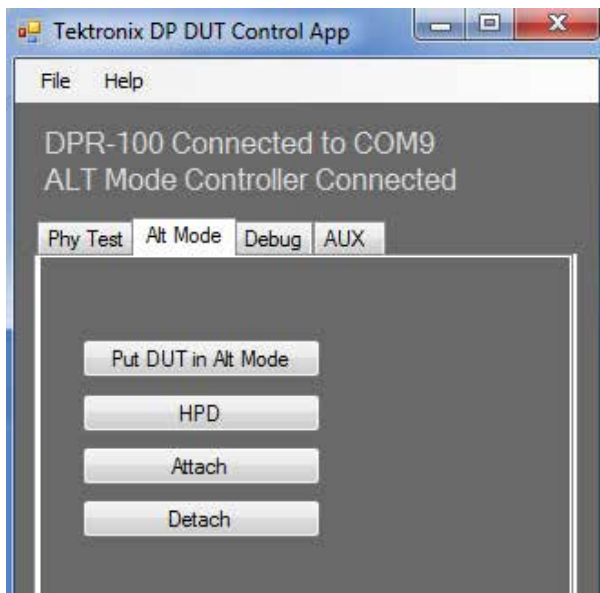 Tektronix DP DUT Control App
File Help
DPR-100 Connected to COM9
ALT Mode Controller Connected
Phy Test Alt Mode Debug AUX
Put DUT in Alt Mode
HPD
Attach
Detach